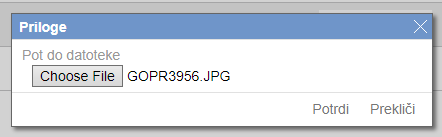 Priloge
Pot do datoteke
Choose File GOPR3956.JPG
Potrdi Prekliči